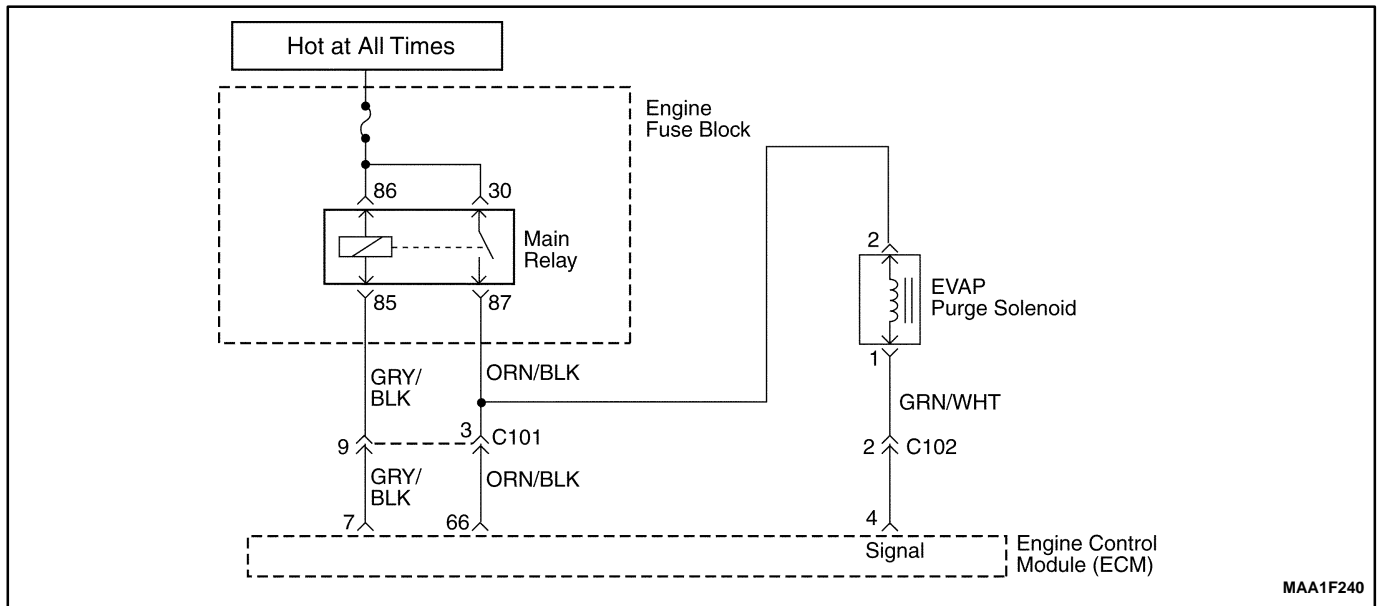 Hot at All Times
Engine
Fuse Block
86
30
Main
Relay
85
87
2
EVAP
Purge Solenoid
1
GRY/
BLK
ORN/BLK
GRN/WHT
9
3
C101
2
C102
GRY/
BLK
ORN/BLK
7
66
4
Signal
Engine Control
Module (ECM)
MAA1F240